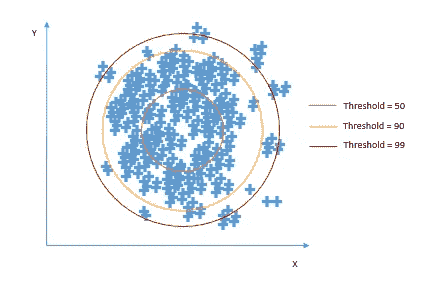 Y
Threshold = 50
Threshold = 90
Threshold = 99
X